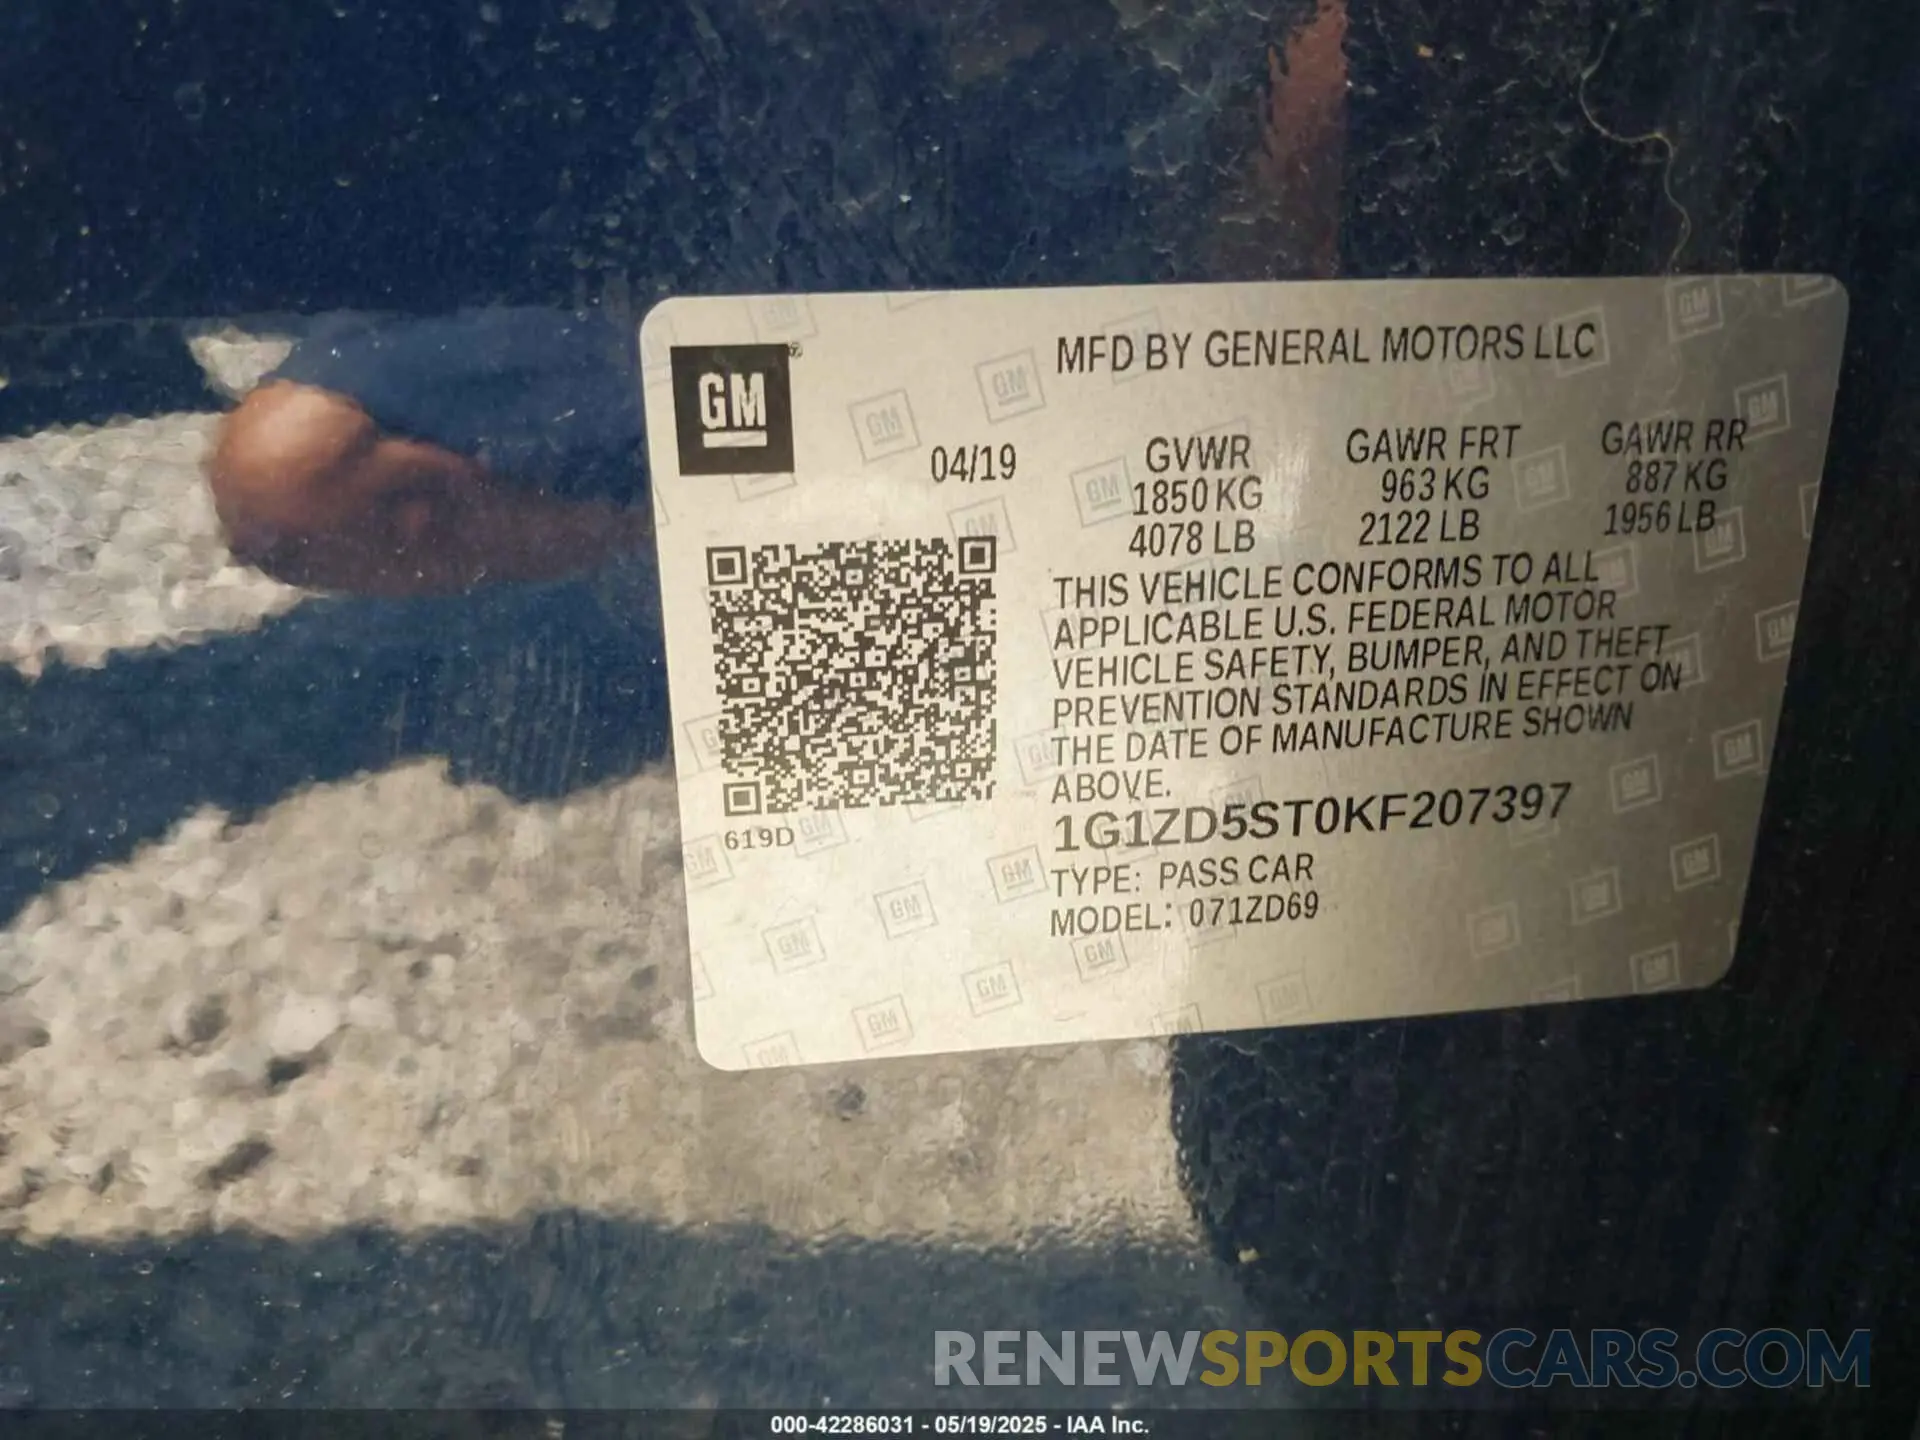 GM
MFD BY GENERAL MOTORS LLC
04/19
GVWR GAWR FRT GAWR RR
1850 KG 963 KG 887 KG
4078 LB 2122 LB 1956 LB
THIS VEHICLE CONFORMS TO ALL
APPLICABLE U.S. FEDERAL MOTOR
VEHICLE SAFETY, BUMPER, AND THEFT
PREVENTION STANDARDS IN EFFECT ON
THE DATE OF MANUFACTURE SHOWN
ABOVE.
619D
1G1ZD5ST0KF207397
TYPE: PASS CAR
MODEL: 071ZD69
RENEWSPORTSCARS.COM
000-42286031 - 05/19/2025 - IAA Inc.